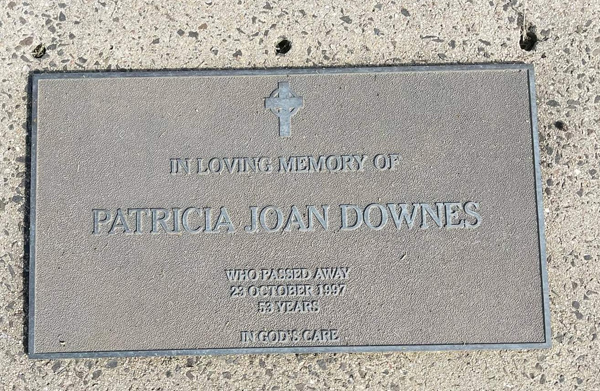 IN LOVING MEMORY OF
PATRICIA JOAN DOWNES
WHO PASSED AWAY
23 OCTOBER 1997
53 YEARS
IN GOD'S CARE